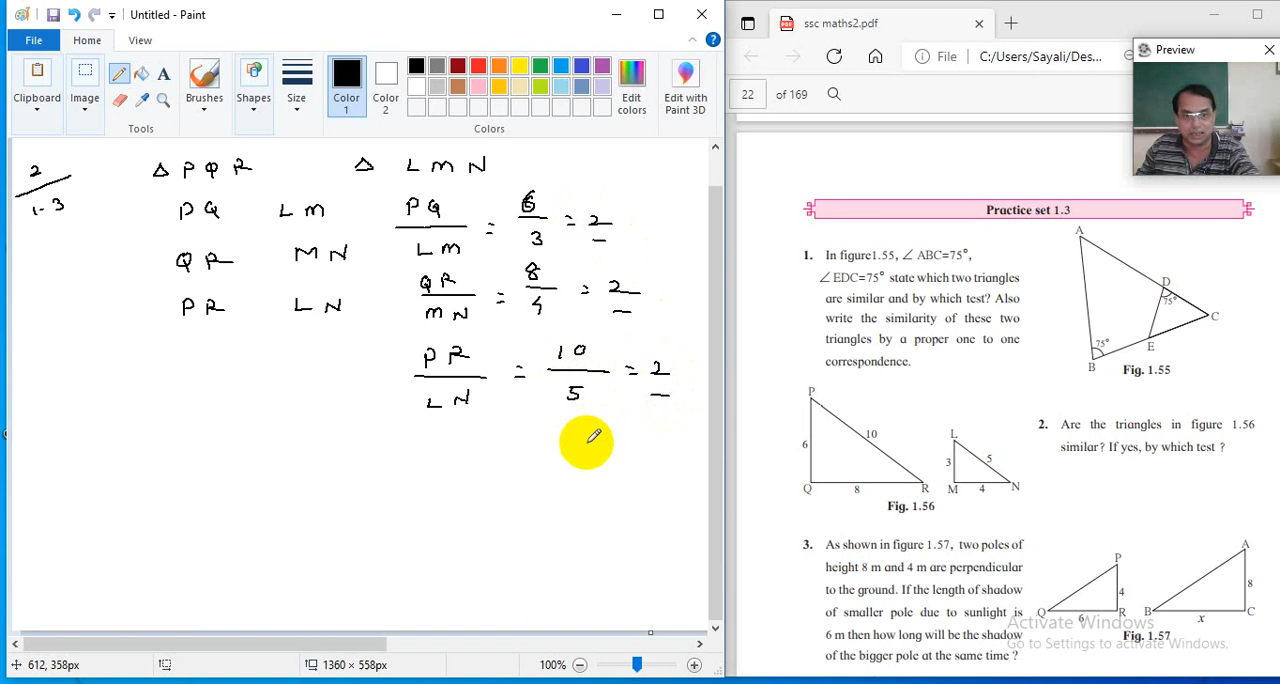 Untitled - Paint
File
Home
View
Clipboard
Image
Tools
Brushes
Shapes
Size
Color 1
Color 2
Edit colors
Edit with Paint 3D
Colors
2
1-3
Δ PQR
Δ LMN
PQ LM PQ/LM = 6/3 = 2
QR MN QR/MN = 8/4 = 2
PR LN PR/LN = 10/5 = 2
612, 358px
1360 × 558px
100%
ssc maths2.pdf
File
C:/Users/Sayali/Des...
22 of 169
Preview
Practice set 1.3
1. In figure1.55, ∠ ABC=75°,
∠EDC=75° state which two triangles
are similar and by which test? Also
write the similarity of these two
triangles by a proper one to one
correspondence.
A
D
75°
C
75°
E
B
Fig. 1.55
P
6
10
Q
8
R
L
3
5
M
4
N
Fig. 1.56
2. Are the triangles in figure 1.56
similar? If yes, by which test ?
3. As shown in figure 1.57, two poles of
height 8 m and 4 m are perpendicular
to the ground. If the length of shadow
of smaller pole due to sunlight is
6 m then how long will be the shadow
of the bigger pole at the same time ?
P
4
Q
6
R
A
8
B
x
C
Fig. 1.57
Activate Windows
Go to Settings to activate Windows.